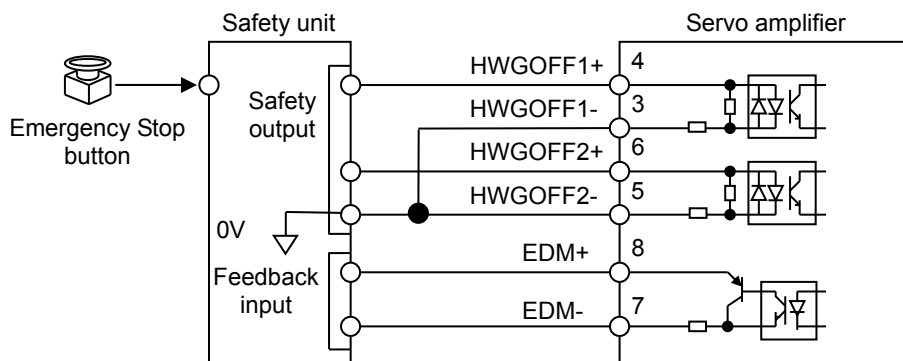 Safety unit
Servo amplifier
Emergency Stop
button
Safety
output
0V
Feedback
input
HWGOFF1+
4
HWGOFF1-
3
HWGOFF2+
6
HWGOFF2-
5
EDM+
8
EDM-
7